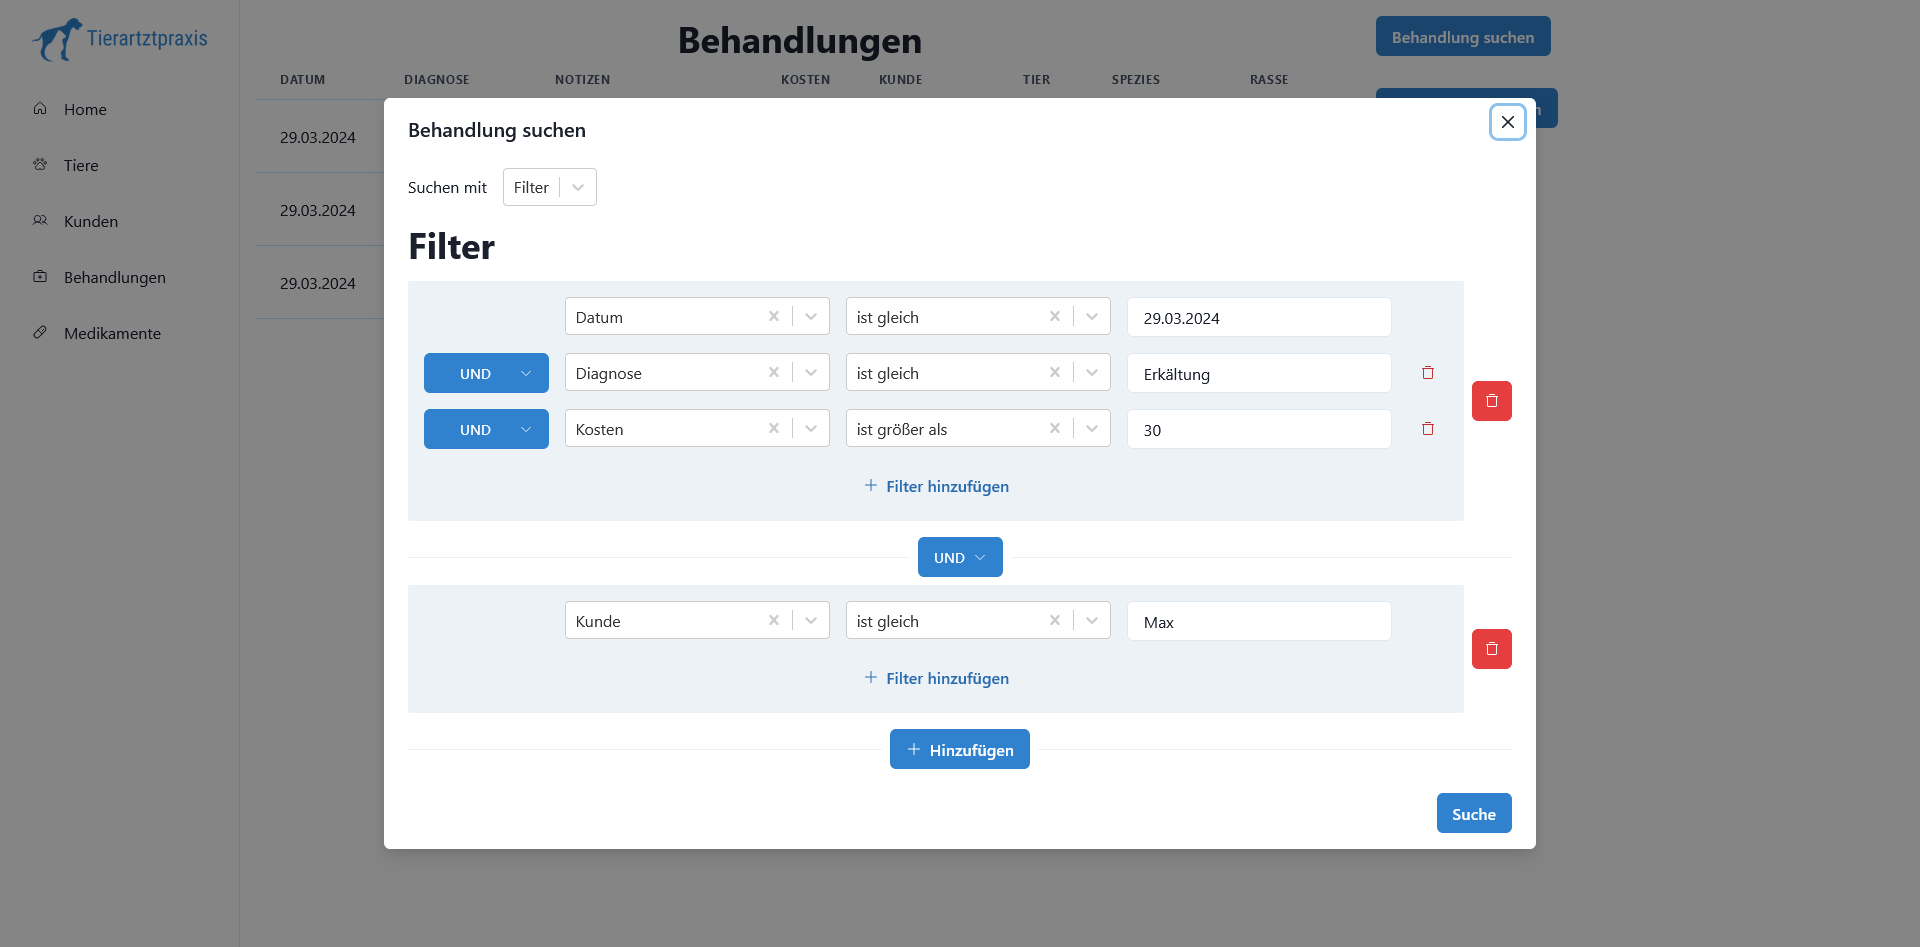 Tierartztpraxis
Home
Tiere
Kunden
Behandlungen
Medikamente
Behandlungen
Behandlung suchen
DATUM DIAGNOSE NOTIZEN KOSTEN KUNDE TIER SPEZIES RASSE
29.03.2024
29.03.2024
29.03.2024
Behandlung suchen
Suchen mit Filter
Filter
Datum ist gleich 29.03.2024
UND Diagnose ist gleich Erkältung
UND Kosten ist größer als 30
Filter hinzufügen
UND
Kunde ist gleich Max
Filter hinzufügen
Hinzufügen
Suche